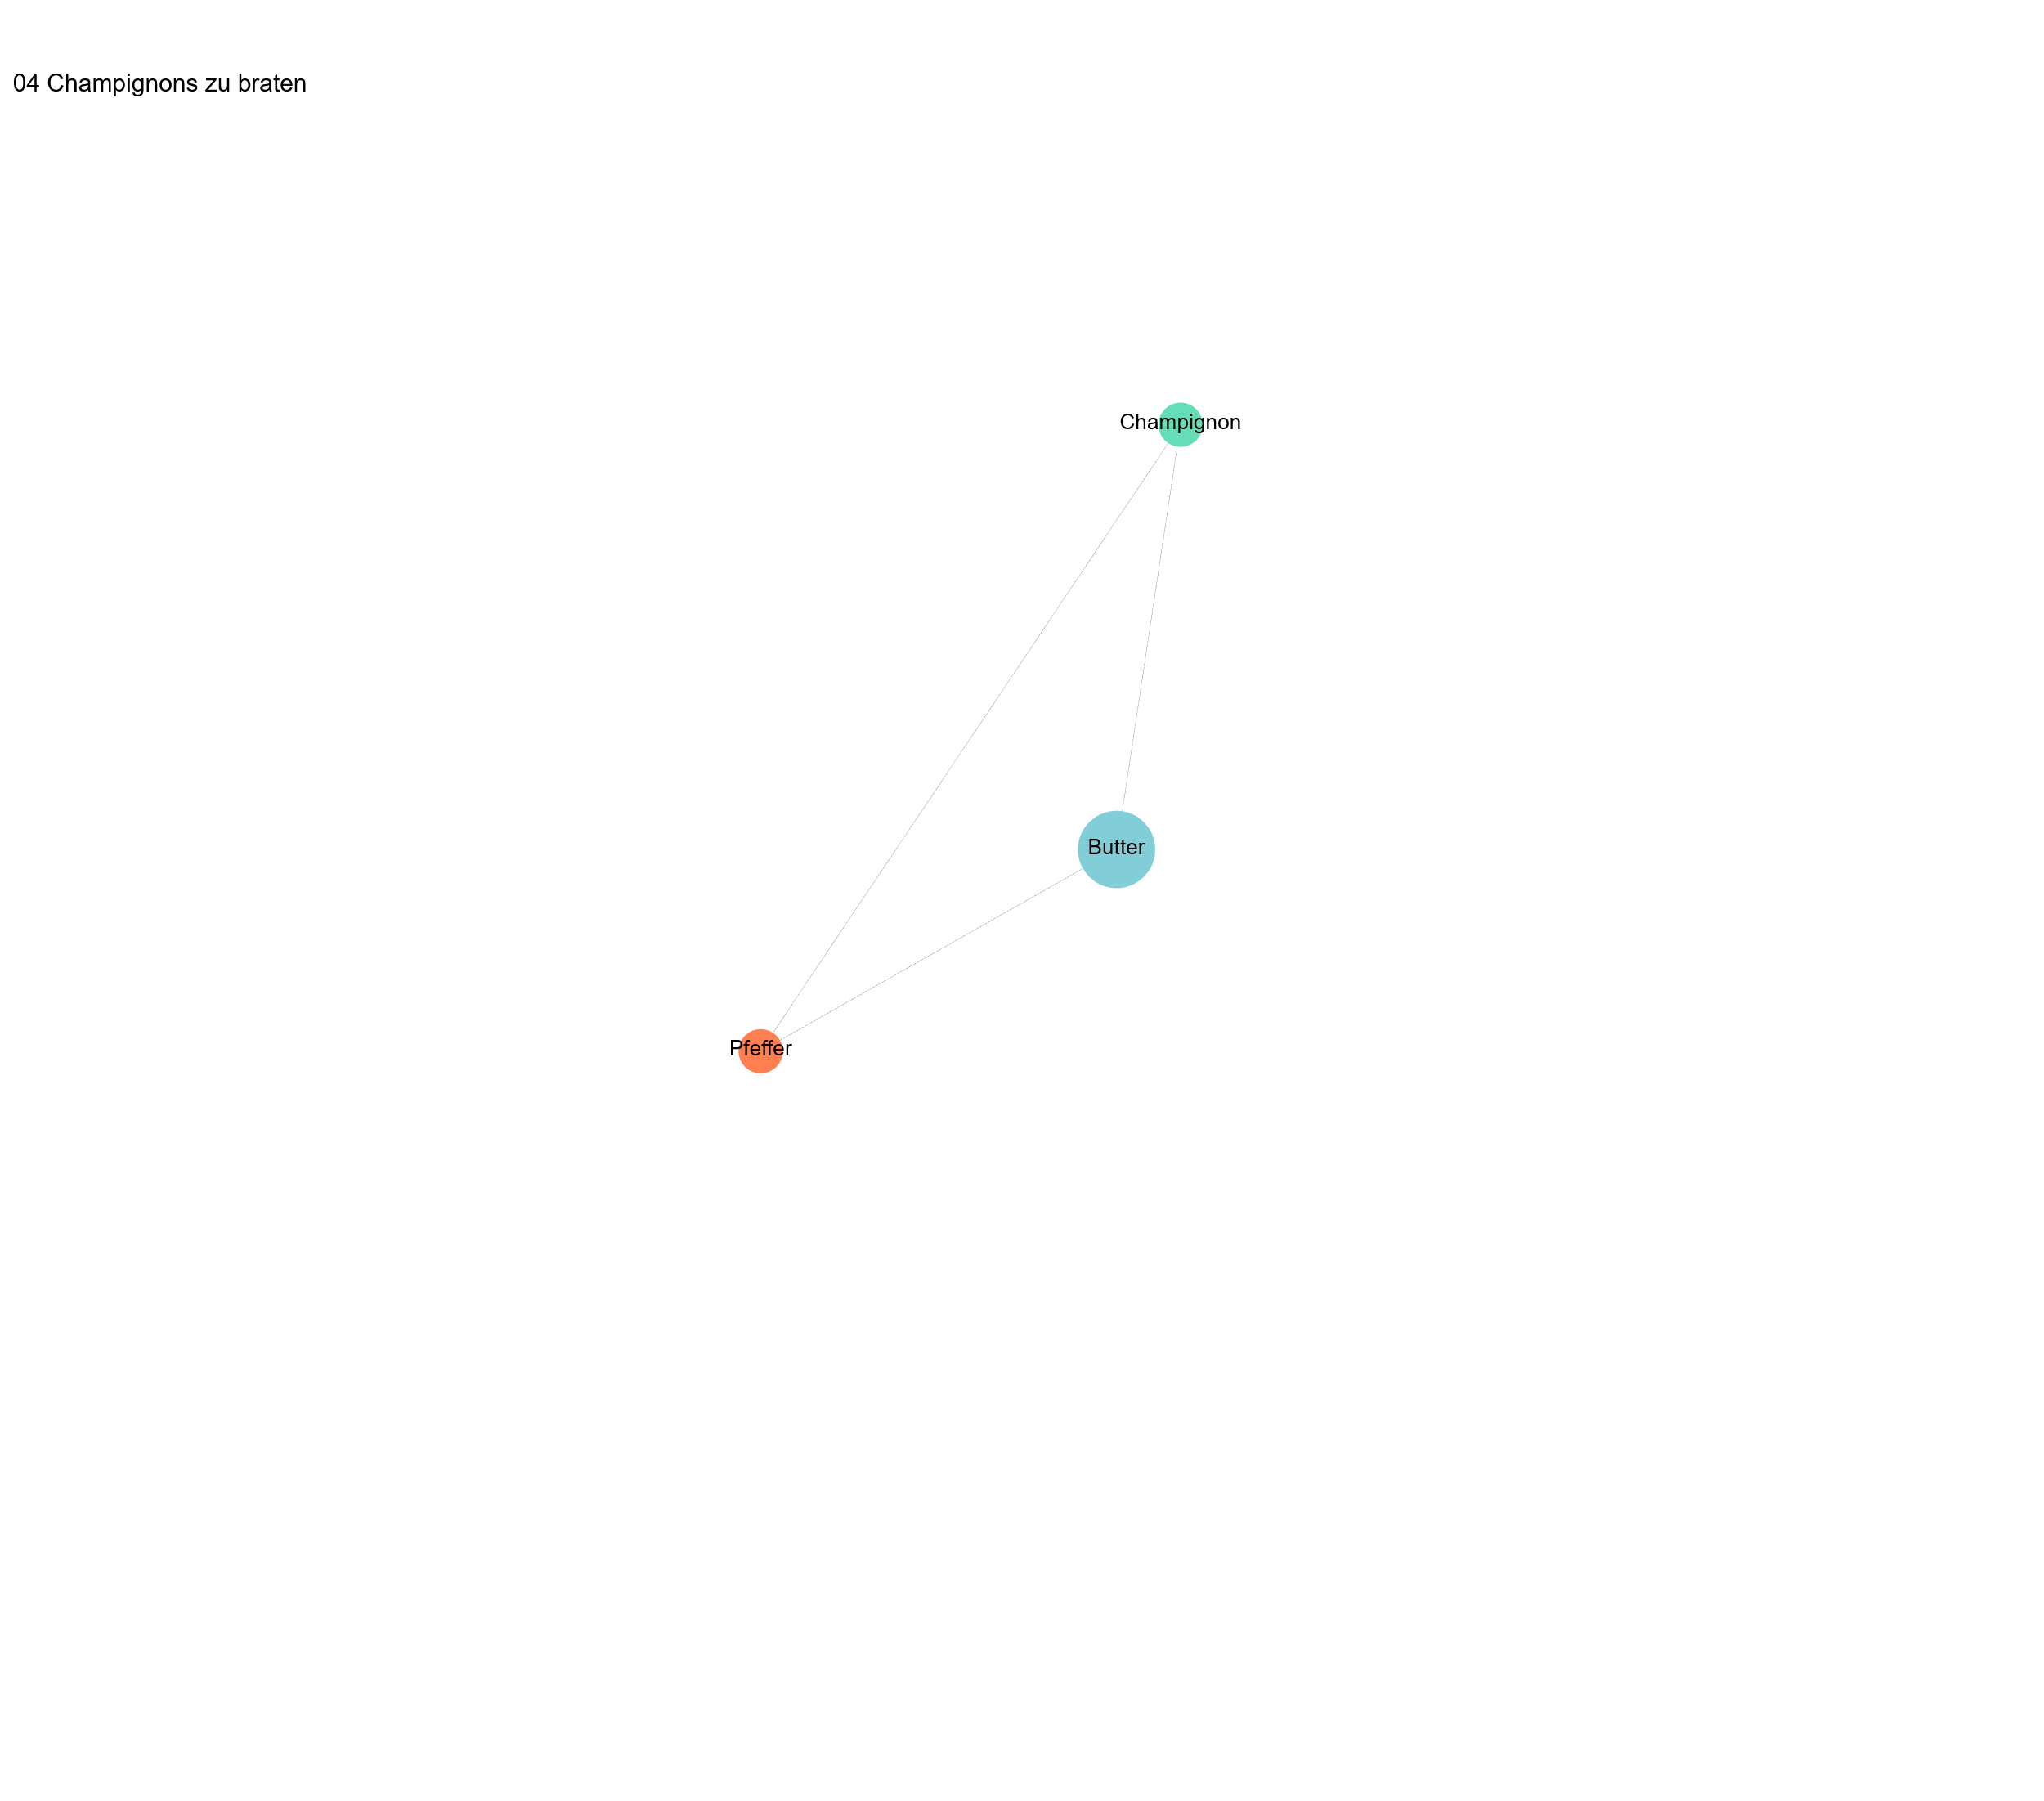 04 Champignons zu braten
Champignon
Butter
Pfeffer